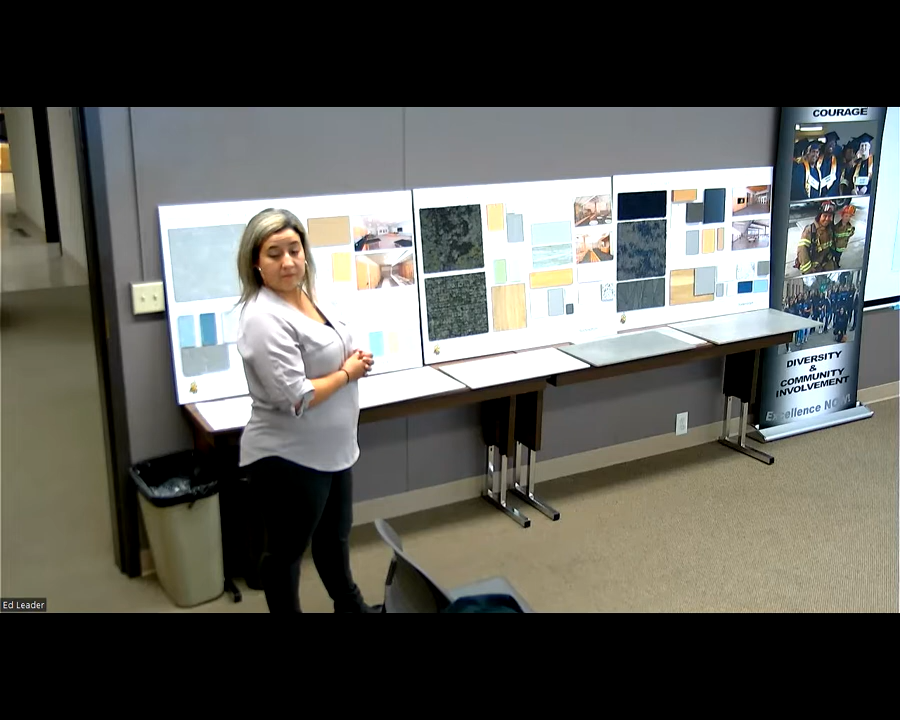 COURAGE
DIVERSITY
&
COMMUNITY
INVOLVEMENT
Excellence NOW
Ed Leader